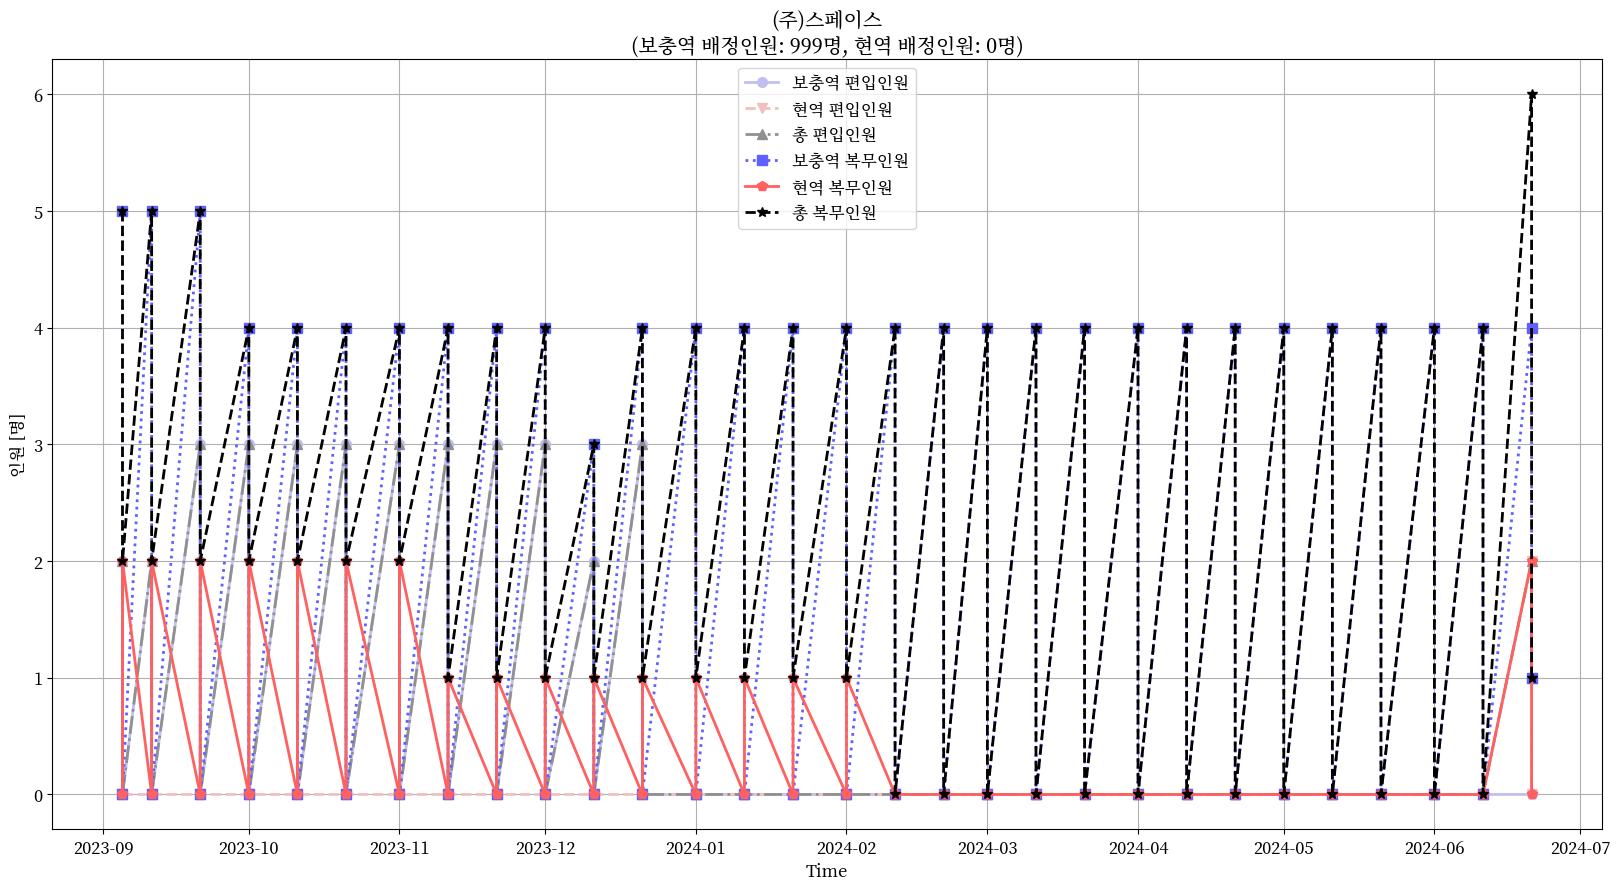 (주)스페이스
(보충역 배정인원: 999명, 현역 배정인원: 0명)
보충역 편입인원
현역 편입인원
총 편입인원
보충역 복무인원
현역 복무인원
총 복무인원
인원 [명]
6
5
4
3
2
1
0
2023-09 2023-10 2023-11 2023-12 2024-01 2024-02 2024-03 2024-04 2024-05 2024-06 2024-07
Time